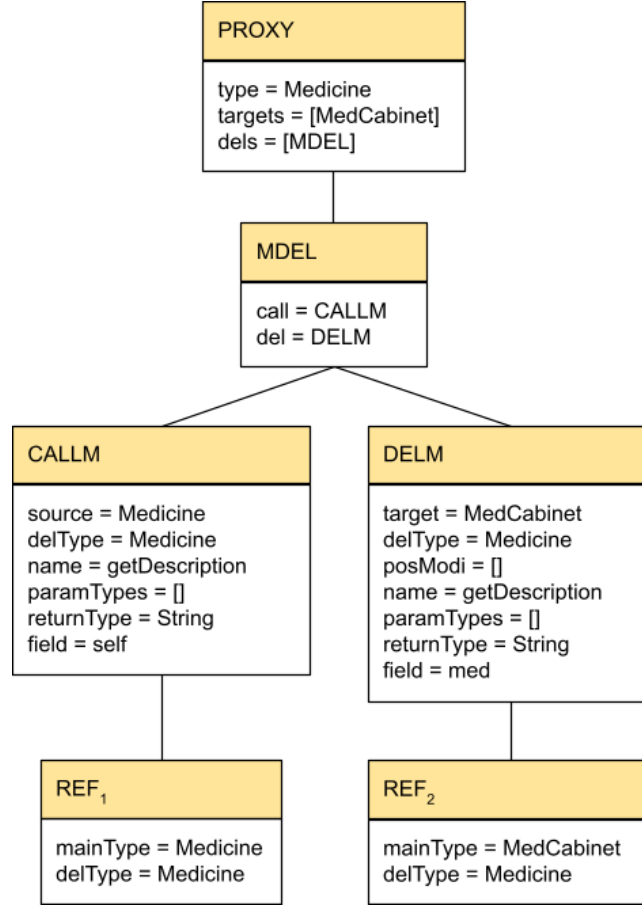 PROXY
type = Medicine
targets = [MedCabinet]
dels = [MDEL]
MDEL
call = CALLM
del = DELM
CALLM
source = Medicine
delType = Medicine
name = getDescription
paramTypes = []
returnType = String
field = self
DELM
target = MedCabinet
delType = Medicine
posModi = []
name = getDescription
paramTypes = []
returnType = String
field = med
REF₁
mainType = Medicine
delType = Medicine
REF₂
mainType = MedCabinet
delType = Medicine